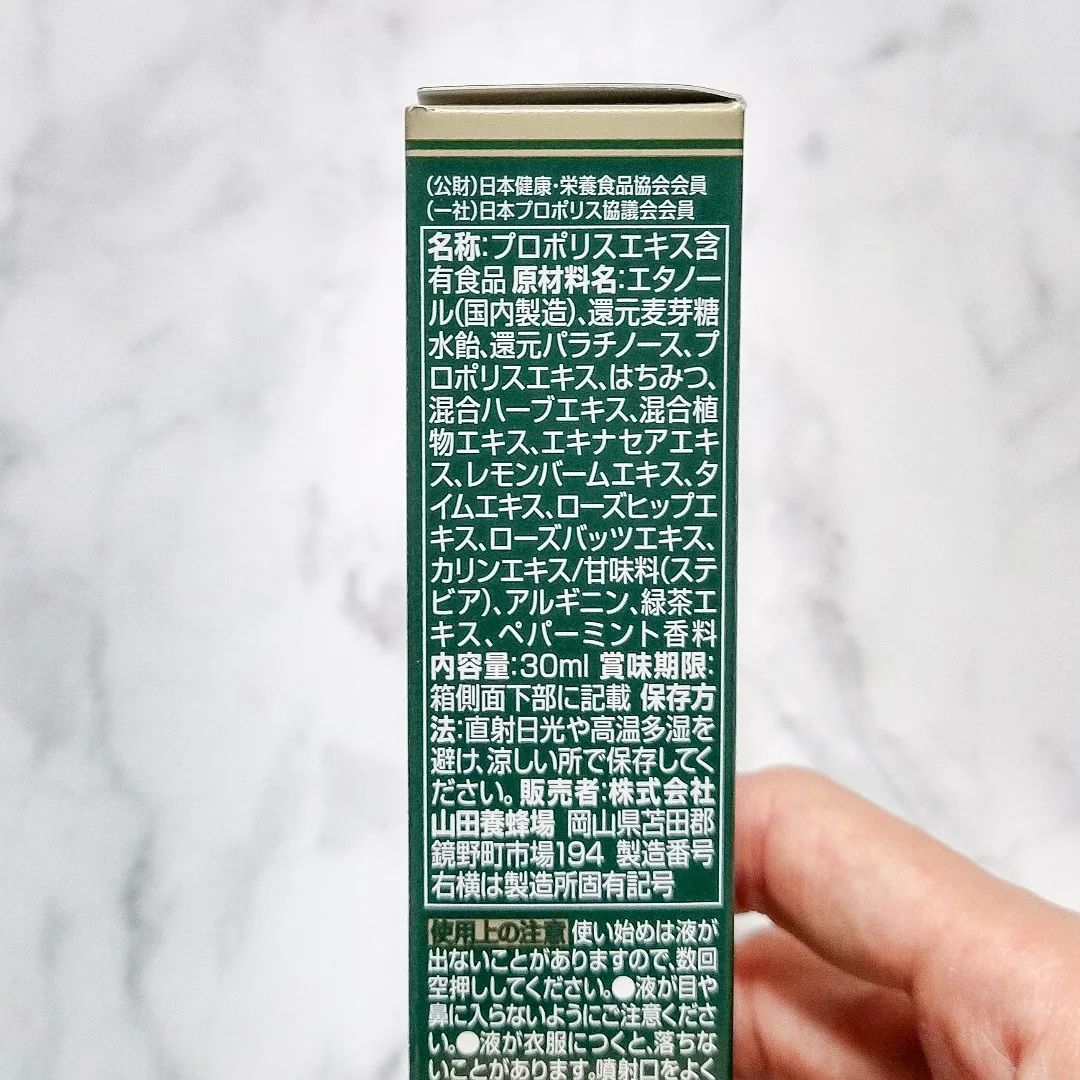 (公財)日本健康・栄養食品協会会員
(一社)日本プロポリス協議会会員
名称:プロポリスエキス含
有食品 原材料名:エタノー
ル(国内製造)、還元麦芽糖
水飴、還元パラチノース、プ
ロポリスエキス、はちみつ、
混合ハーブエキス、混合植
物エキス、エキナセアエキ
ス、レモンバームエキス、タ
イムエキス、ローズヒップエ
キス、ローズバッツエキス、
カリンエキス/甘味料(ステ
ビア)、アルギニン、緑茶エ
キス、ペパーミント香料
内容量:30ml 賞味期限:
箱側面下部に記載 保存方
法:直射日光や高温多湿を
避け、涼しい所で保存してく
ださい。 販売者:株式会社
山田養蜂場 岡山県苫田郡
鏡野町市場194 製造番号
右横は製造所固有記号
使用上の注意 使い始めは液が
出ないことがありますので、数回
空押ししてください。●液が目や
鼻に入らないようにご注意くださ
い。●液が衣服につくと、落ちな
いことがあります。噴射口をよく